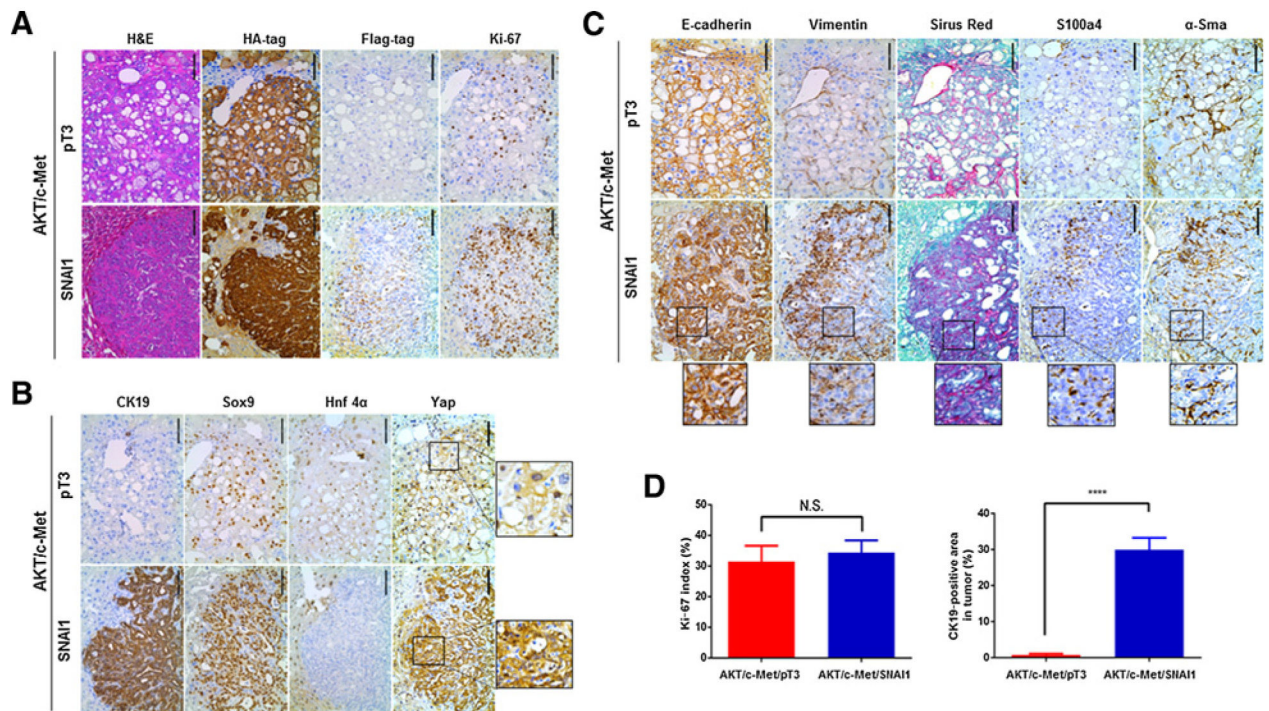 A
H&E HA-tag Flag-tag Ki-67
AKT/c-Met
pT3
SNAI1
B
CK19 Sox9 Hnf 4α Yap
AKT/c-Met
pT3
SNAI1
C
E-cadherin Vimentin Sirus Red S100a4 α-Sma
AKT/c-Met
pT3
SNAI1
D
Ki-67 index (%)
50
40
30
20
10
0
N.S.
AKT/c-Met/pT3 AKT/c-Met/SNAI1
CK19-positive area
in tumor (%)
40
30
20
10
0
****
AKT/c-Met/pT3 AKT/c-Met/SNAI1